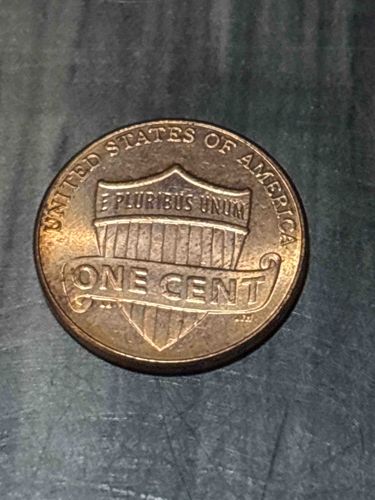 UNITED STATES OF AMERICA
E PLURIBUS UNUM
ONE CENT